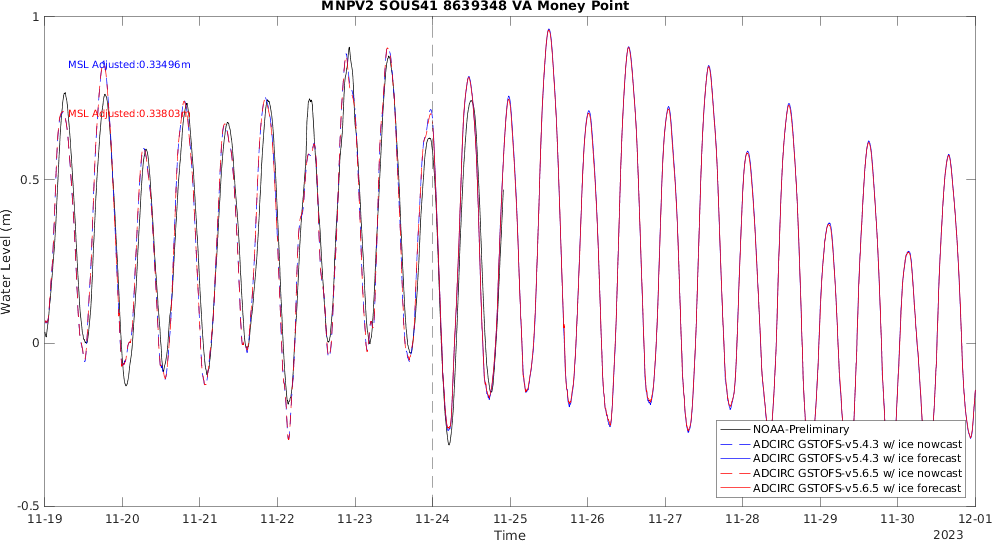 MNPV2 SOUS41 8639348 VA Money Point
1
MSL Adjusted:0.33496m
MSL Adjusted:0.33803m
0.5
Water Level (m)
0
NOAA-Preliminary
ADCIRC GSTOFS-v5.4.3 w/ ice nowcast
ADCIRC GSTOFS-v5.4.3 w/ ice forecast
ADCIRC GSTOFS-v5.6.5 w/ ice nowcast
ADCIRC GSTOFS-v5.6.5 w/ ice forecast
-0.5
11-19 11-20 11-21 11-22 11-23 11-24 11-25 11-26 11-27 11-28 11-29 11-30 12-01
Time
2023